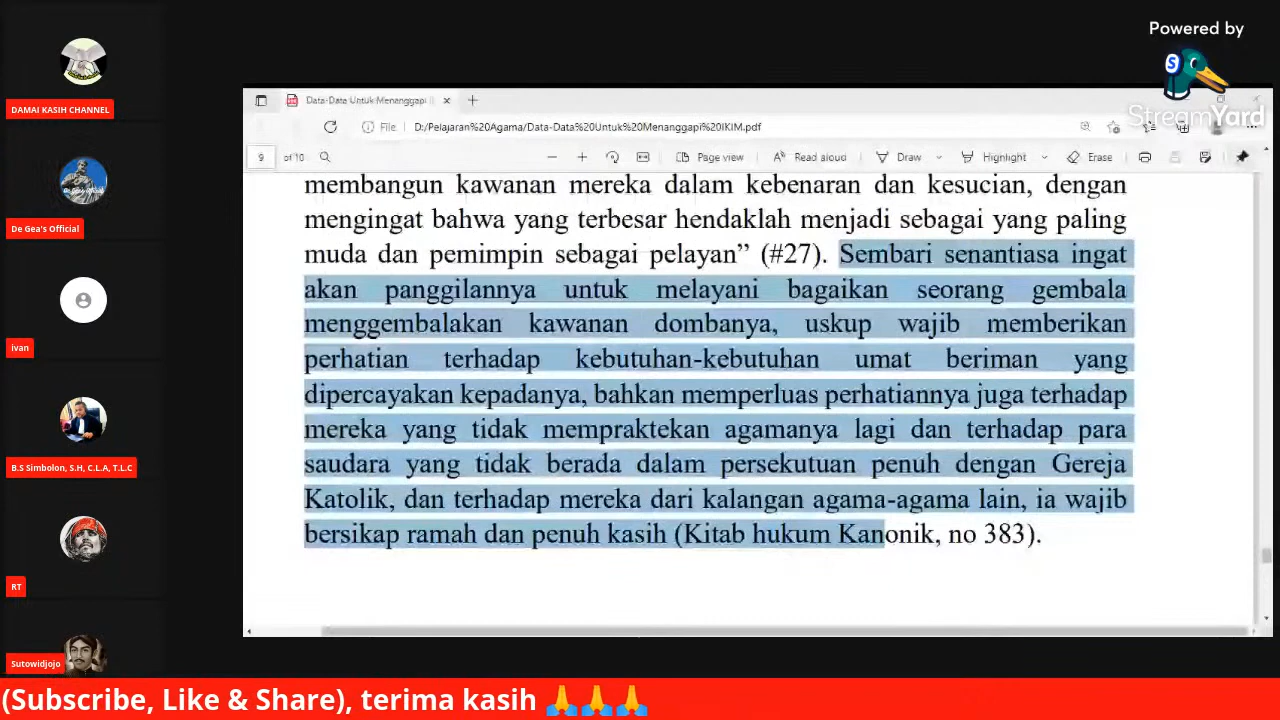 Powered by
StreamYard
DAMAI KASIH CHANNEL
De Gea's Official
ivan
B.S Simbolon, S.H, C.L.A, T.L.C
RT
Sutowidjojo
Data-Data Untuk Menanggapi
File D:/Pelajaran%20Agama/Data-Data%20Untuk%20Menanggapi%20IKIM.pdf
9 of 10 Page view Read aloud Draw Highlight Erase
membangun kawanan mereka dalam kebenaran dan kesucian, dengan
mengingat bahwa yang terbesar hendaklah menjadi sebagai yang paling
muda dan pemimpin sebagai pelayan” (#27). Sembari senantiasa ingat
akan panggilannya untuk melayani bagaikan seorang gembala
menggembalakan kawanan dombanya, uskup wajib memberikan
perhatian terhadap kebutuhan-kebutuhan umat beriman yang
dipercayakan kepadanya, bahkan memperluas perhatiannya juga terhadap
mereka yang tidak mempraktekan agamanya lagi dan terhadap para
saudara yang tidak berada dalam persekutuan penuh dengan Gereja
Katolik, dan terhadap mereka dari kalangan agama-agama lain, ia wajib
bersikap ramah dan penuh kasih (Kitab hukum Kanonik, no 383).
(Subscribe, Like & Share), terima kasih 🙏🙏🙏